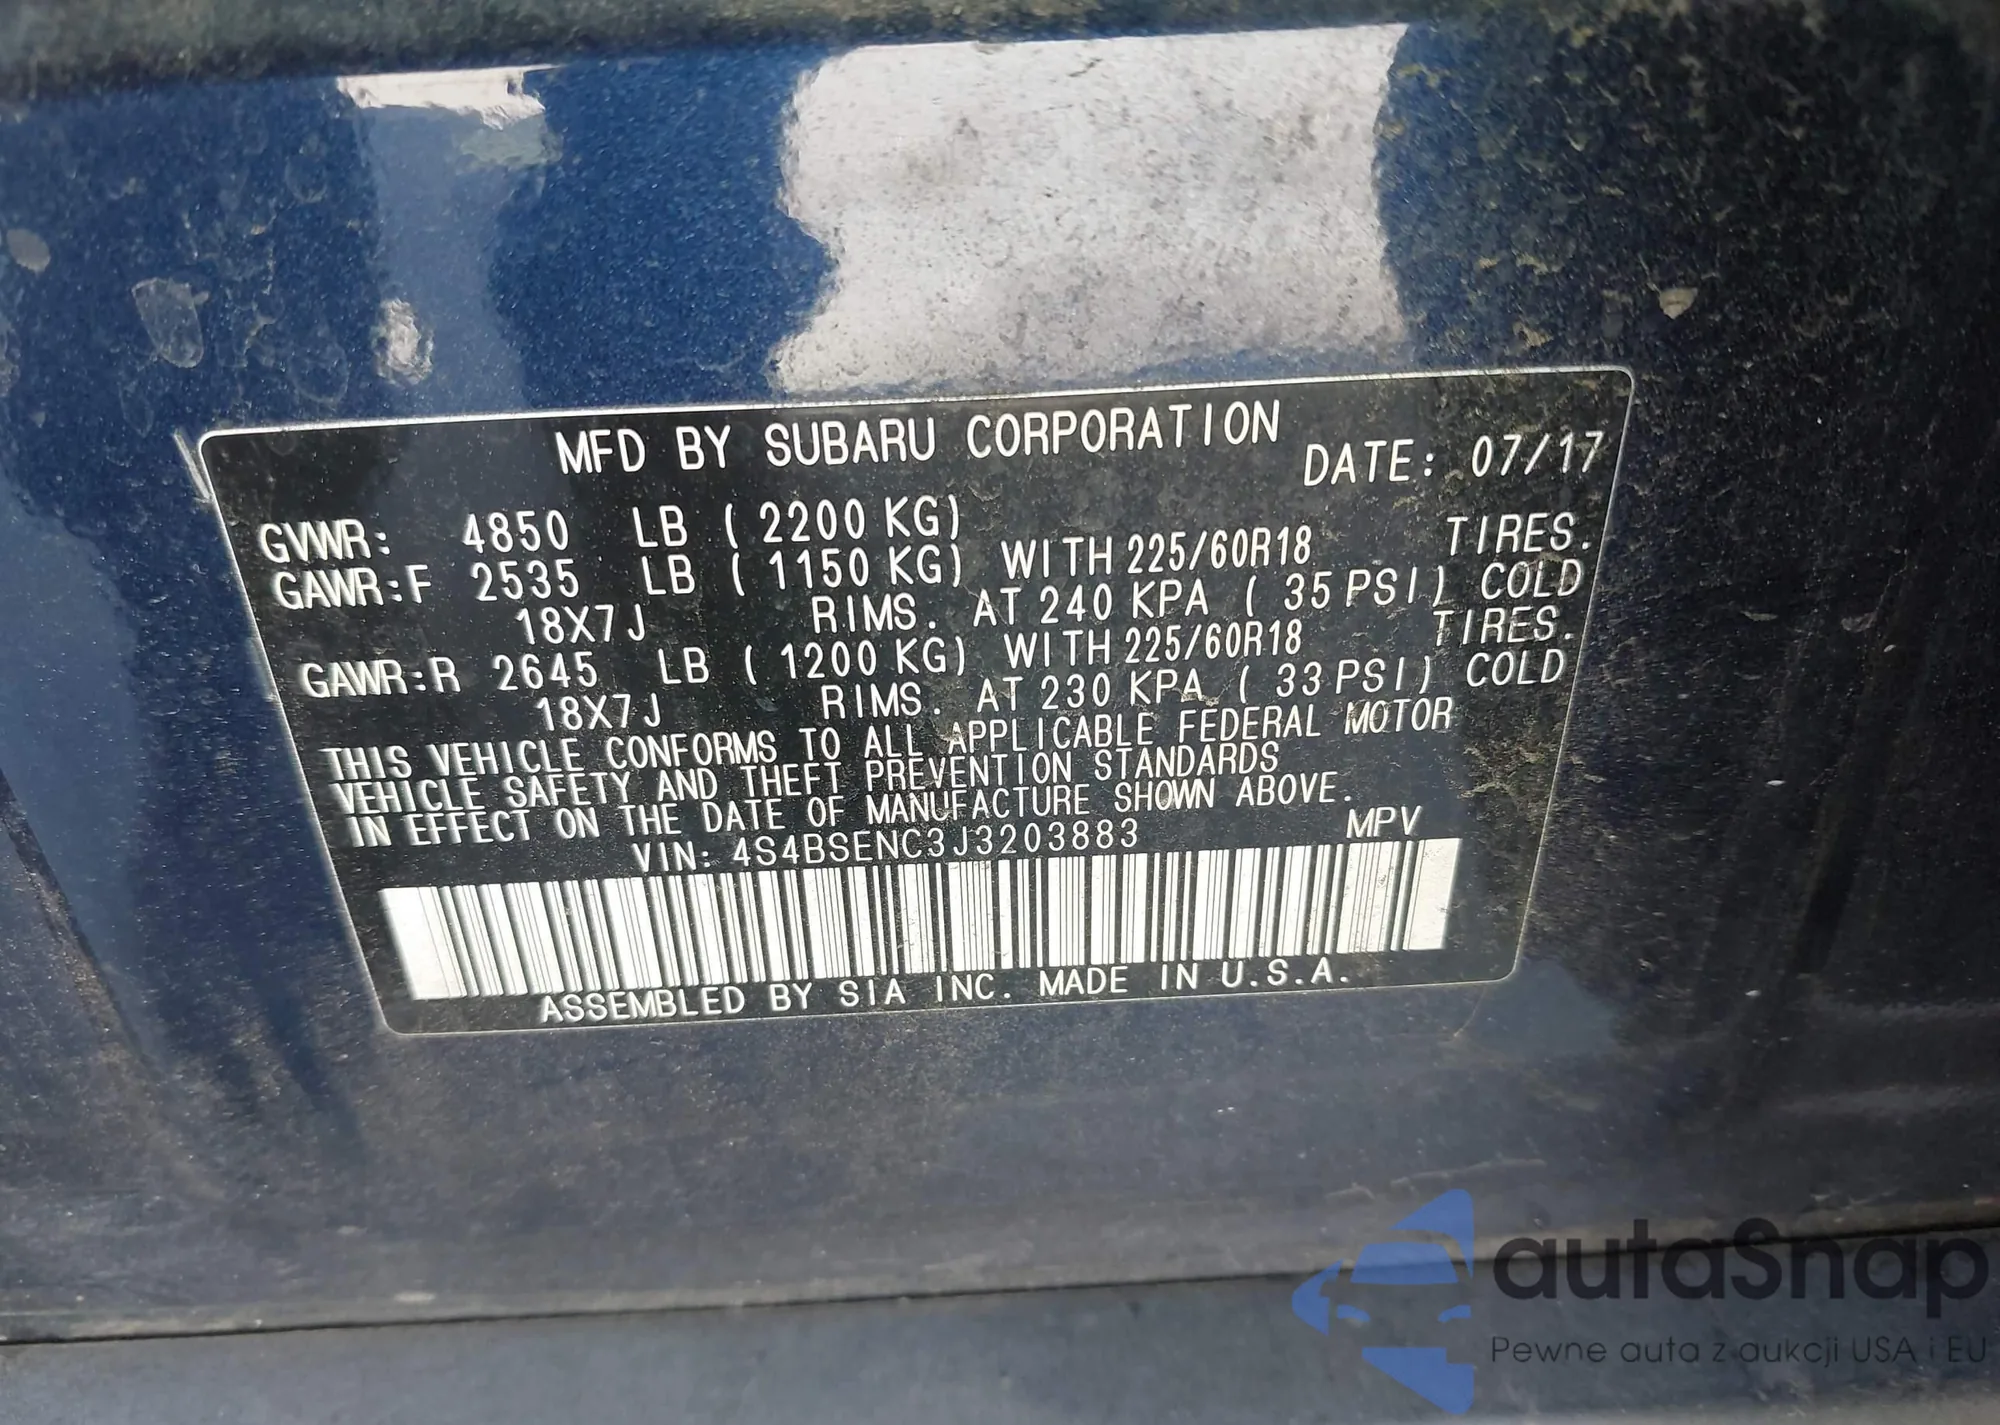 MFD BY SUBARU CORPORATION
DATE: 07/17
GVWR: 4850 LB ( 2200 KG)
GAWR:F 2535 LB ( 1150 KG) WITH 225/60R18 TIRES.
18X7J RIMS. AT 240 KPA ( 35 PSI) COLD
GAWR:R 2645 LB ( 1200 KG) WITH 225/60R18 TIRES.
18X7J RIMS. AT 230 KPA ( 33 PSI) COLD
THIS VEHICLE CONFORMS TO ALL APPLICABLE FEDERAL MOTOR
VEHICLE SAFETY AND THEFT PREVENTION STANDARDS
IN EFFECT ON THE DATE OF MANUFACTURE SHOWN ABOVE.
VIN: 4S4BSENC3J3203883 MPV
ASSEMBLED BY SIA INC. MADE IN U.S.A.
autaSnap
Pewne auta z aukcji USA i EU